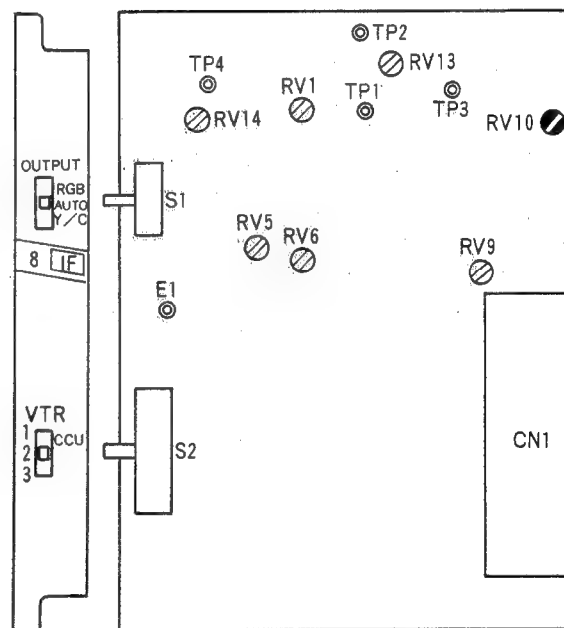 TP2
RV13
TP4
RV1
TP1
TP3
RV14
RV10
OUTPUT
RGB
AUTO
Y/C
S1
RV5
RV6
RV9
8 IF
E1
VTR
1
CCU
2
3
S2
CN1